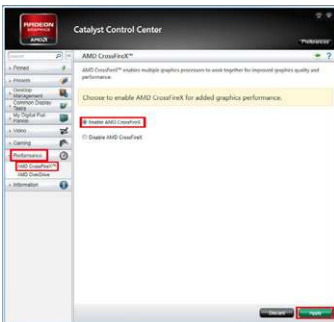 RADEON
GRAPHICS
AMD
Catalyst Control Center
Preferences
Search
AMD CrossFireX™
Pinned
Presets
AMD CrossFireX™ enables multiple graphics processors to work together for improved graphics quality and
performance.
Desktop
Management
Common Display
Tasks
Choose to enable AMD CrossFireX for added graphics performance.
My Digital Flat-
Panels
Video
Enable AMD CrossFireX
Gaming
Disable AMD CrossFireX
Performance
AMD CrossFireX™
AMD OverDrive
Information
Discard
Apply